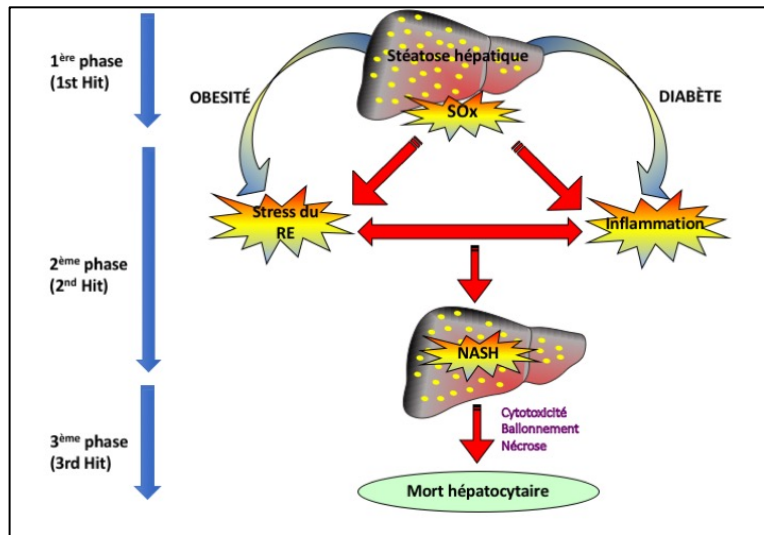 1ère phase
(1st Hit)
Stéatose hépatique
OBESITÉ
DIABÈTE
SOx
Stress du
RE
Inflammation
2ème phase
(2nd Hit)
NASH
Cytotoxicité
Ballonnement
Nécrose
3ème phase
(3rd Hit)
Mort hépatocytaire